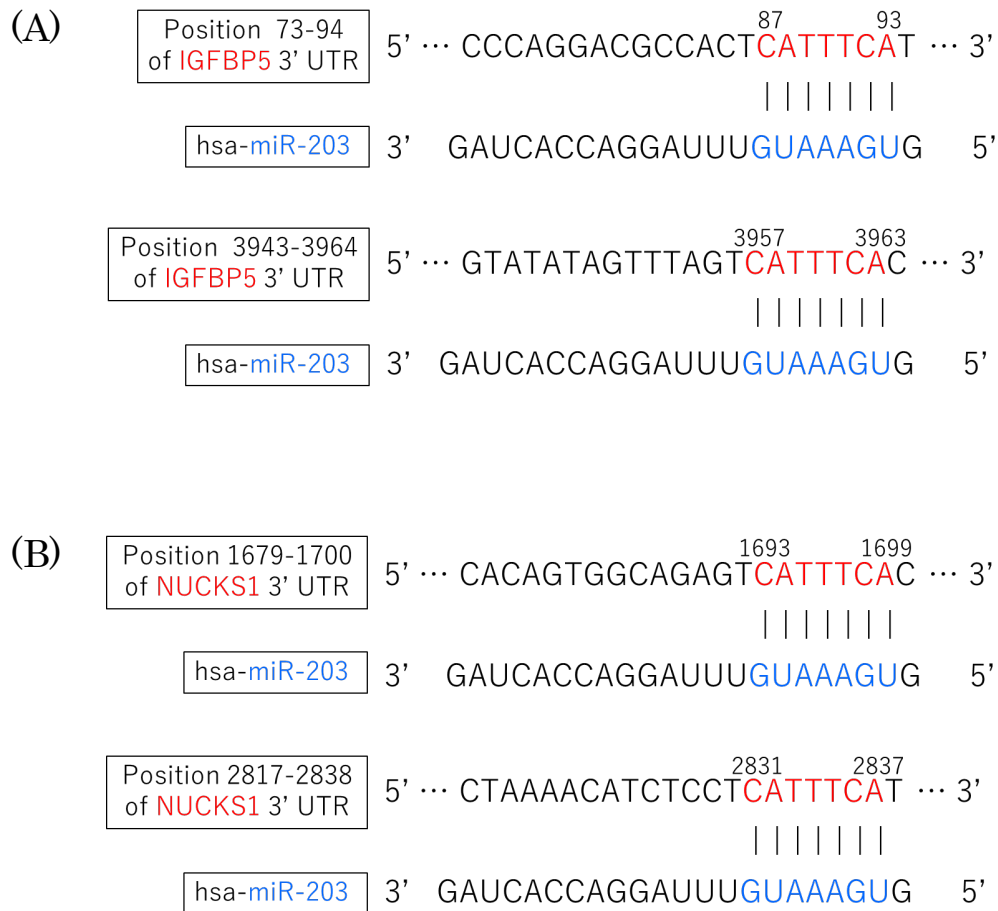 (A)
Position 73-94
of IGFBP5 3’ UTR
87 93
5’ ··· CCCAGGACGCCACTCATTTCAT ··· 3’
hsa-miR-203
3’ GAUCACCAGGAUUUGUAAAGUG 5’
Position 3943-3964
of IGFBP5 3’ UTR
3957 3963
5’ ··· GTATATAGTTTAGTCATTTCAC ··· 3’
hsa-miR-203
3’ GAUCACCAGGAUUUGUAAAGUG 5’
(B)
Position 1679-1700
of NUCKS1 3’ UTR
1693 1699
5’ ··· CACAGTGGCAGAGTCATTTCAC ··· 3’
hsa-miR-203
3’ GAUCACCAGGAUUUGUAAAGUG 5’
Position 2817-2838
of NUCKS1 3’ UTR
2831 2837
5’ ··· CTAAAACATCTCCTCATTTCAT ··· 3’
hsa-miR-203
3’ GAUCACCAGGAUUUGUAAAGUG 5’